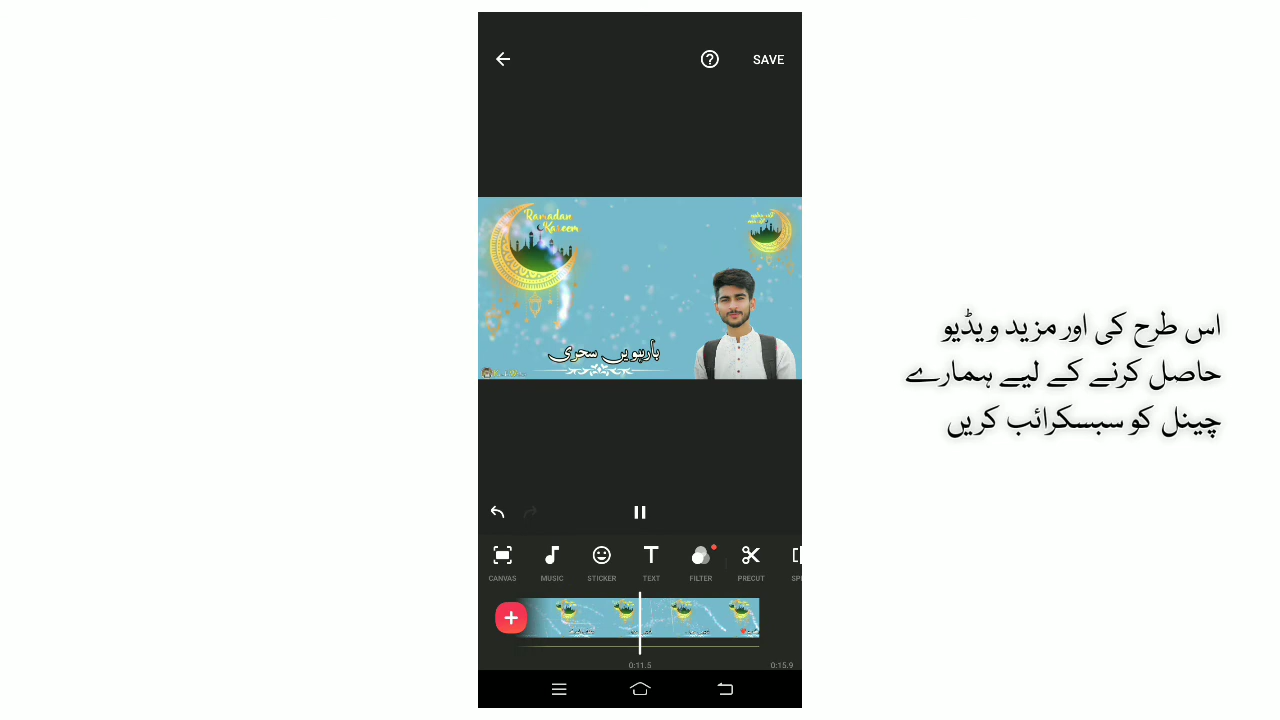 SAVE
Ramadan
Kareem
بارہویں سحری
اس طرح کی اور مزید ویڈیو
حاصل کرنے کے لیے ہمارے
چینل کو سبسکرائب کریں
CANVAS
MUSIC
STICKER
TEXT
FILTER
PRECUT
SPL
0:11.5
0:15.9